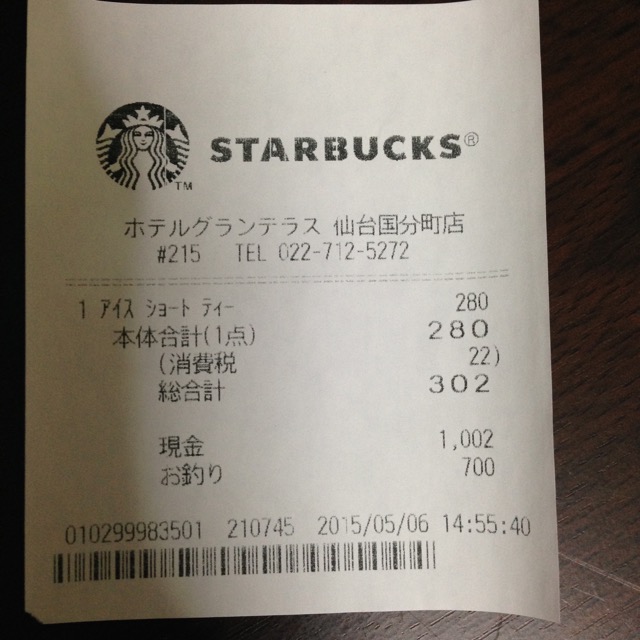 STARBUCKS®
TM
ホテルグランテラス 仙台国分町店
#215 TEL 022-712-5272
1 アイス ショート ティー 280
本体合計(1点) 280
(消費税 22)
総合計 302
現金 1,002
お釣り 700
010299983501 210745 2015/05/06 14:55:40